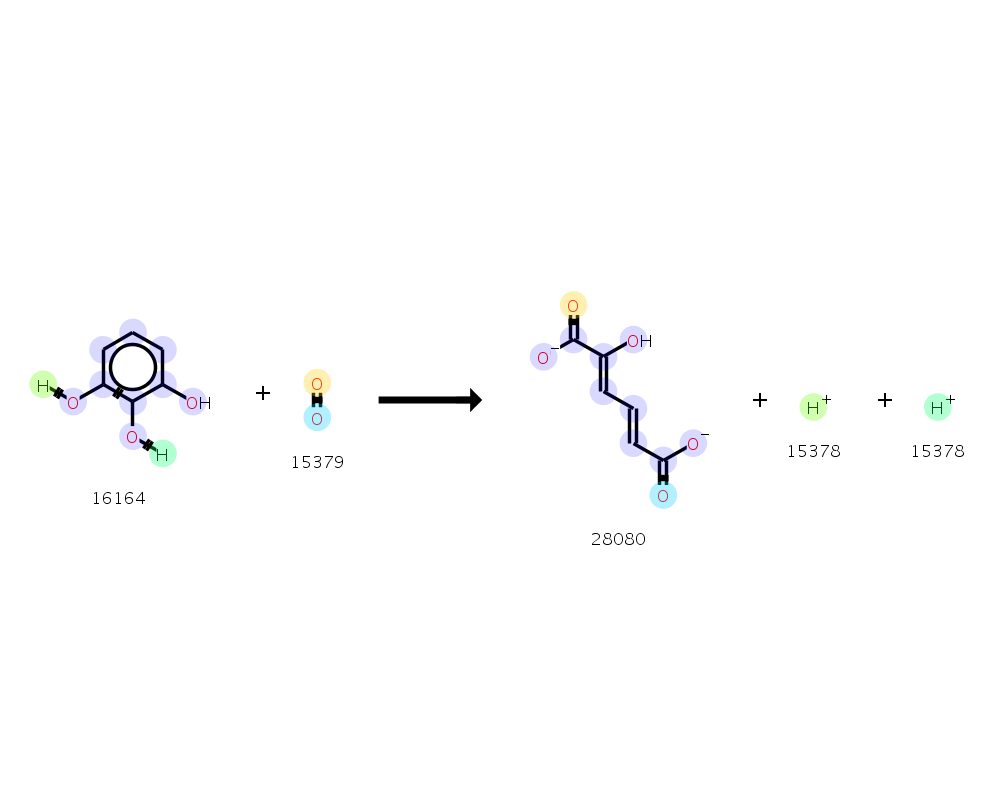 H O O H OH
16164
+
O O
15379
O O⁻ OH O⁻ O
28080
+
H⁺
15378
+
H⁺
15378